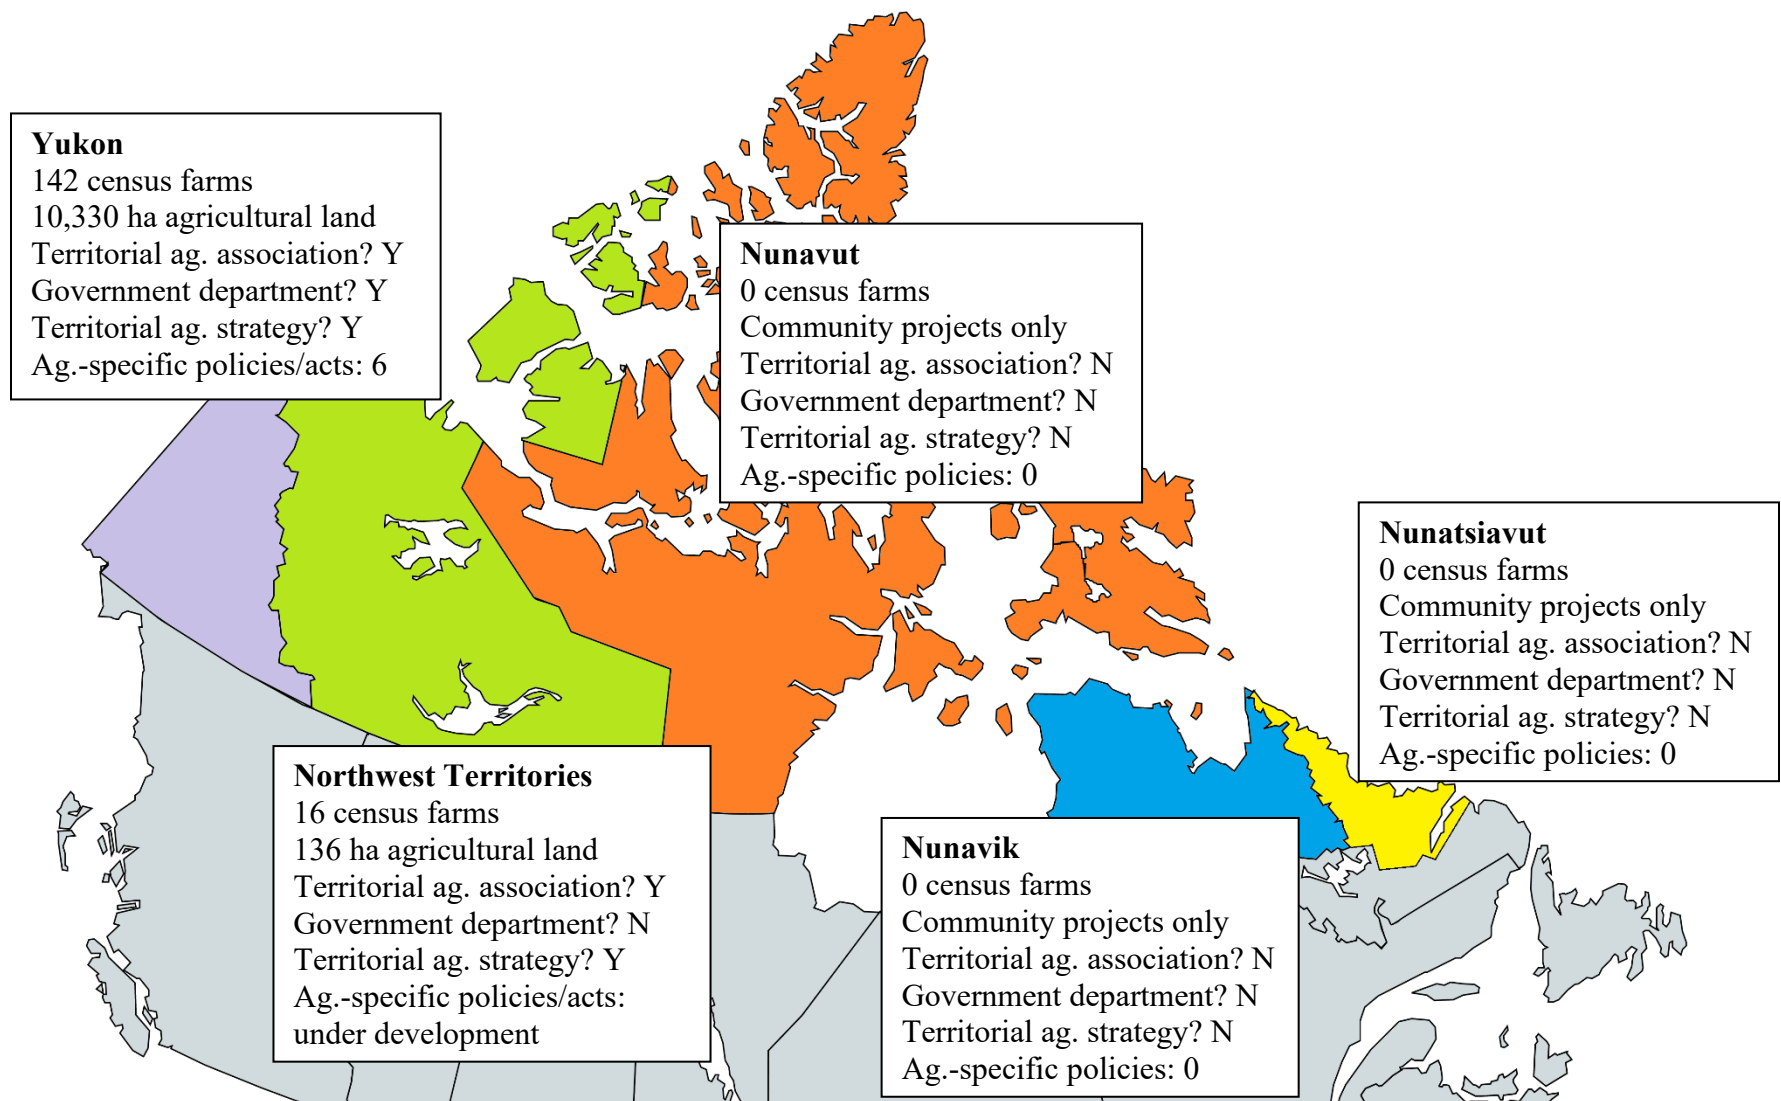 Yukon
142 census farms
10,330 ha agricultural land
Territorial ag. association? Y
Government department? Y
Territorial ag. strategy? Y
Ag.-specific policies/acts: 6
Nunavut
0 census farms
Community projects only
Territorial ag. association? N
Government department? N
Territorial ag. strategy? N
Ag.-specific policies: 0
Nunatsiavut
0 census farms
Community projects only
Territorial ag. association? N
Government department? N
Territorial ag. strategy? N
Ag.-specific policies: 0
Northwest Territories
16 census farms
136 ha agricultural land
Territorial ag. association? Y
Government department? N
Territorial ag. strategy? Y
Ag.-specific policies/acts:
under development
Nunavik
0 census farms
Community projects only
Territorial ag. association? N
Government department? N
Territorial ag. strategy? N
Ag.-specific policies: 0